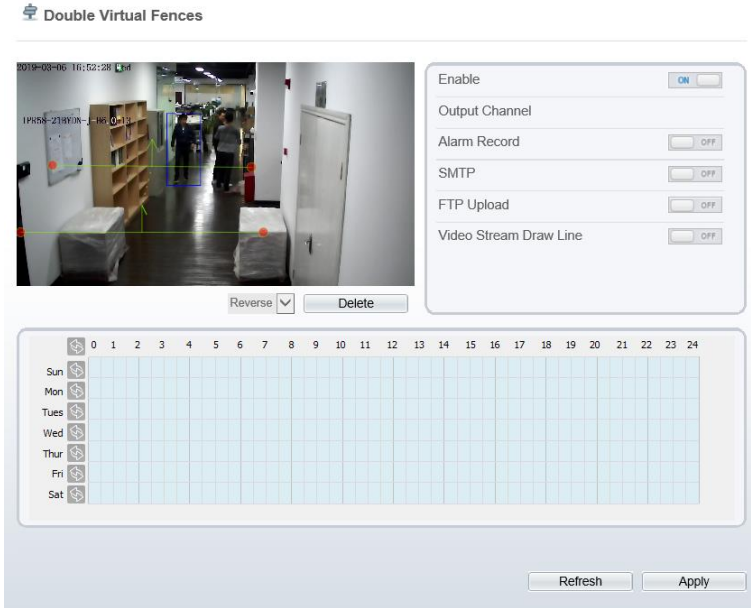 Double Virtual Fences
2019-03-06 16:52:28
Enable ON
Output Channel
Alarm Record OFF
SMTP OFF
FTP Upload OFF
Video Stream Draw Line OFF
Reverse
Delete
0 1 2 3 4 5 6 7 8 9 10 11 12 13 14 15 16 17 18 19 20 21 22 23 24
Sun
Mon
Tues
Wed
Thur
Fri
Sat
Refresh
Apply